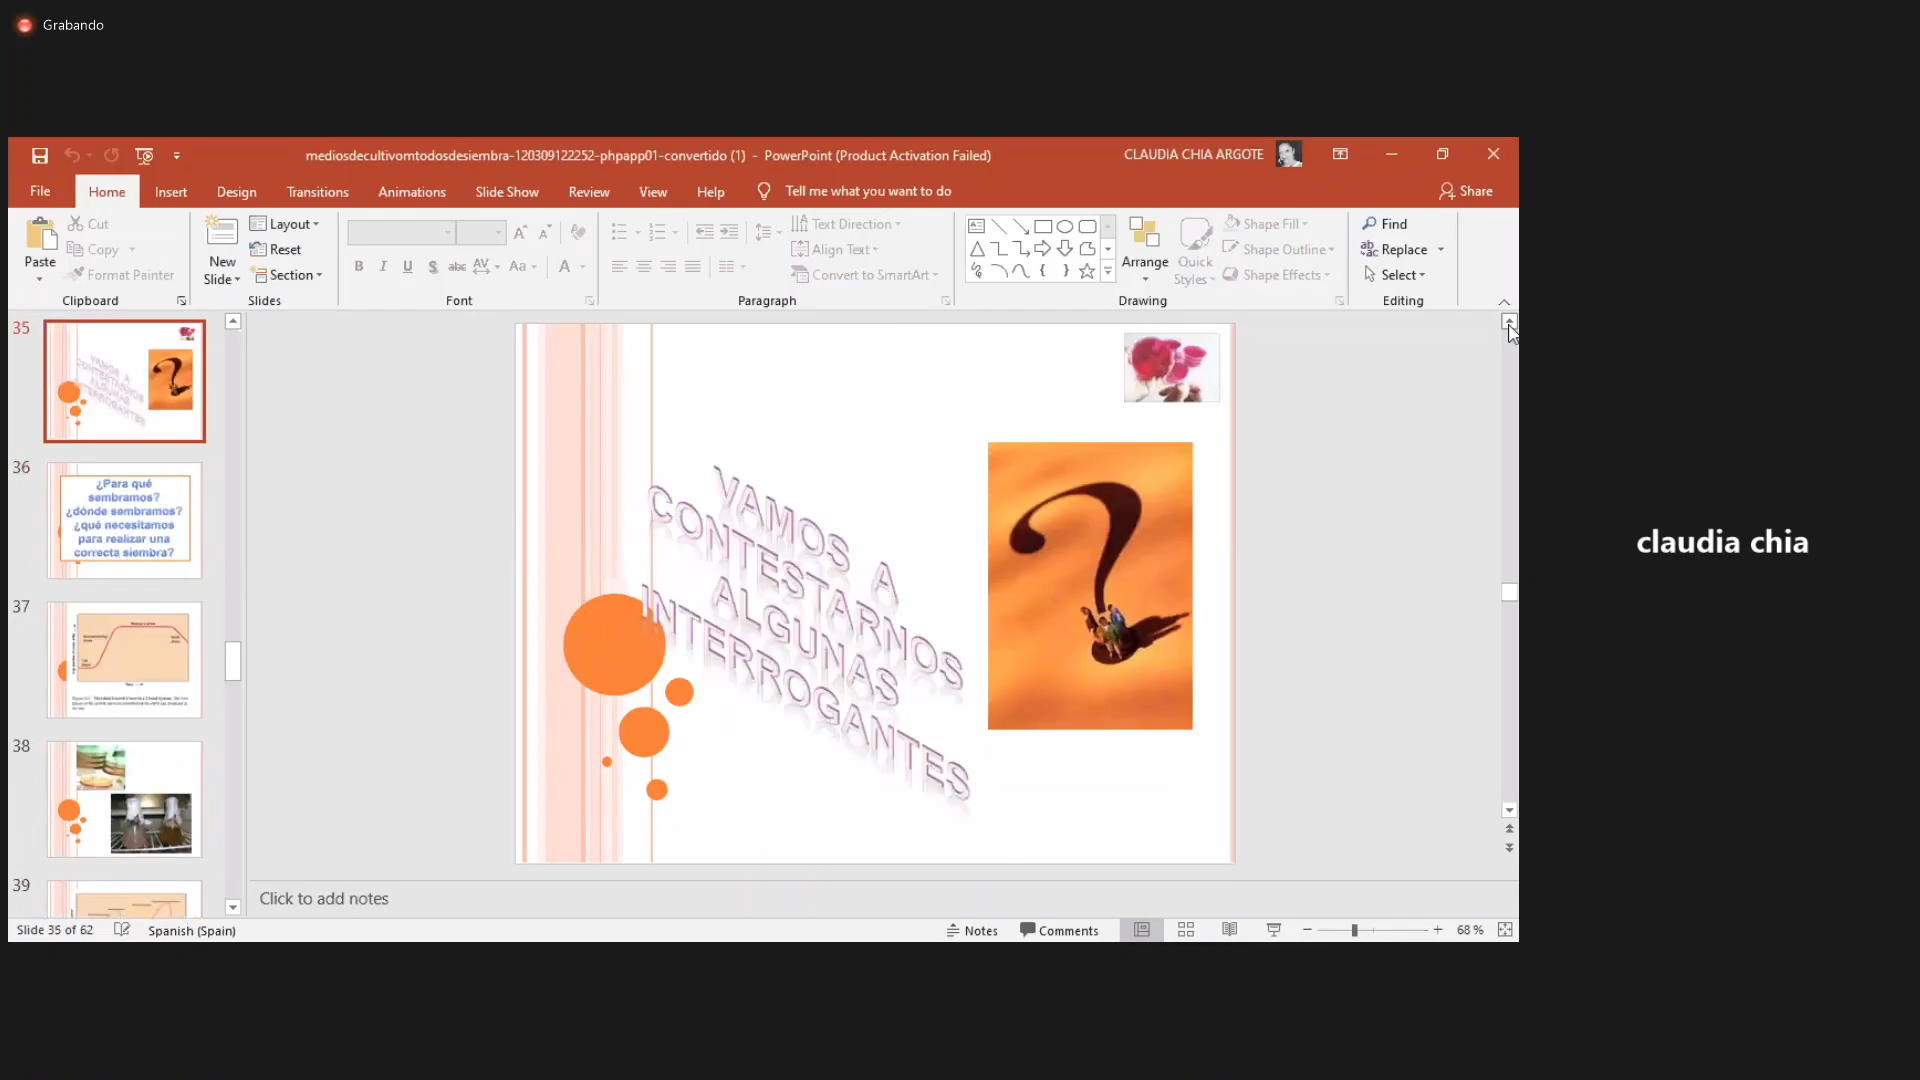 Grabando
mediosdecultivomtodosdesiembra-120309122252-phpapp01-convertido (1) - PowerPoint (Product Activation Failed)
CLAUDIA CHIA ARGOTE
File Home Insert Design Transitions Animations Slide Show Review View Help Tell me what you want to do Share
Paste
Cut
Copy
Format Painter
Clipboard
New Slide
Layout
Reset
Section
Slides
Font
Text Direction
Align Text
Convert to SmartArt
Paragraph
Arrange
Quick Styles
Shape Fill
Shape Outline
Shape Effects
Drawing
Find
Replace
Select
Editing
35
VAMOS A
CONTESTARNOS
ALGUNAS
INTERROGANTES
36
¿Para qué
sembramos?
¿dónde sembramos?
¿qué necesitamos
para realizar una
correcta siembra?
37
38
39
VAMOS A
CONTESTARNOS
ALGUNAS
INTERROGANTES
claudia chia
Click to add notes
Slide 35 of 62 Spanish (Spain) Notes Comments 68 %